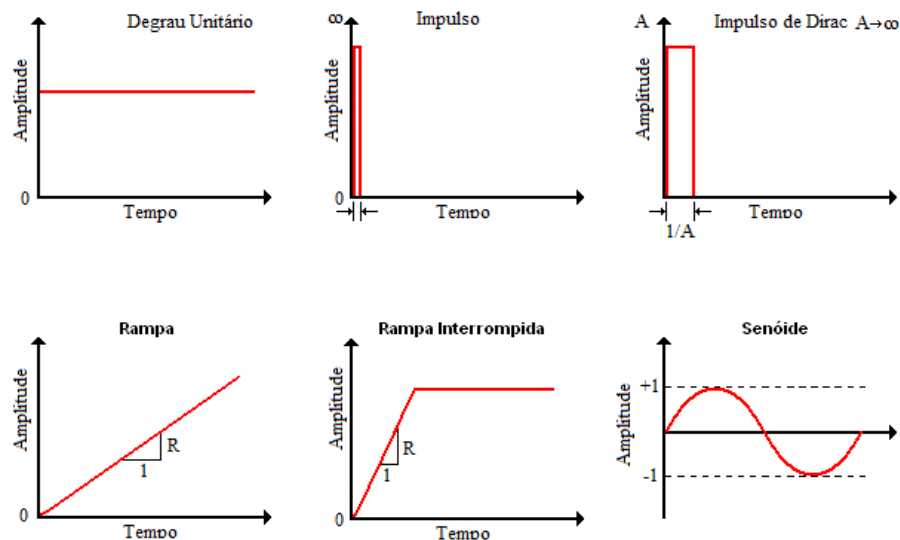 Degrau Unitário
Amplitude
0
Tempo
∞
Impulso
Amplitude
0
Tempo
A
Impulso de Dirac A→∞
Amplitude
Tempo
1/A
Rampa
Amplitude
R
1
0
Tempo
Rampa Interrompida
Amplitude
R
1
0
Tempo
Senóide
Amplitude
+1
-1